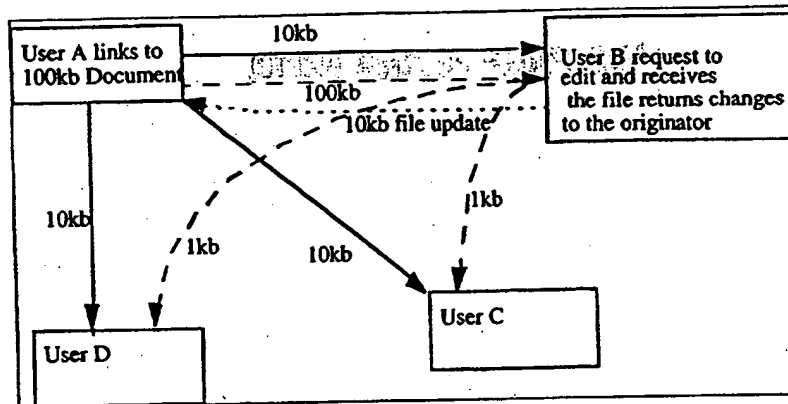 10kb
User A links to
100kb Document
User B request to
edit and receives
the file returns changes
to the originator
100kb
10kb file update
10kb
1kb
10kb
1kb
User C
User D